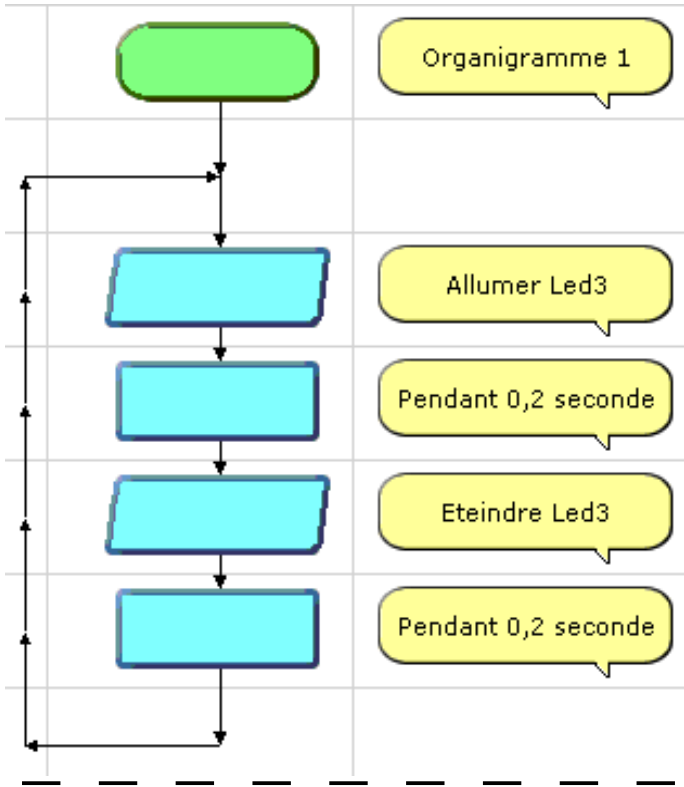 Organigramme 1
Allumer Led3
Pendant 0,2 seconde
Eteindre Led3
Pendant 0,2 seconde